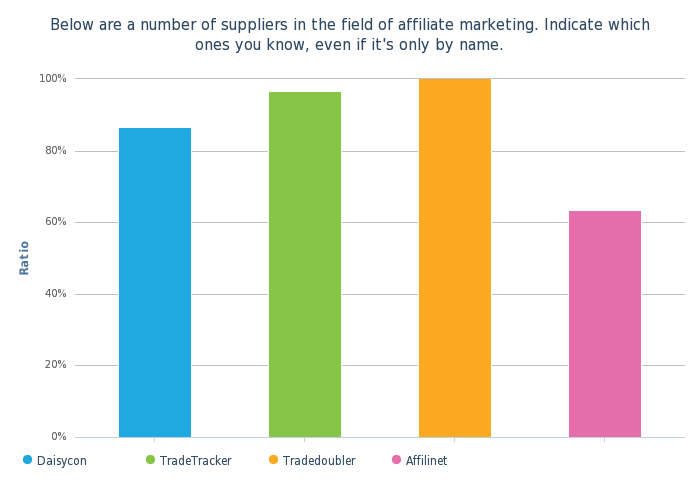 Below are a number of suppliers in the field of affiliate marketing. Indicate which
ones you know, even if it's only by name.
100%
80%
60%
40%
20%
0%
Ratio
Daisycon
TradeTracker
Tradedoubler
Affilinet